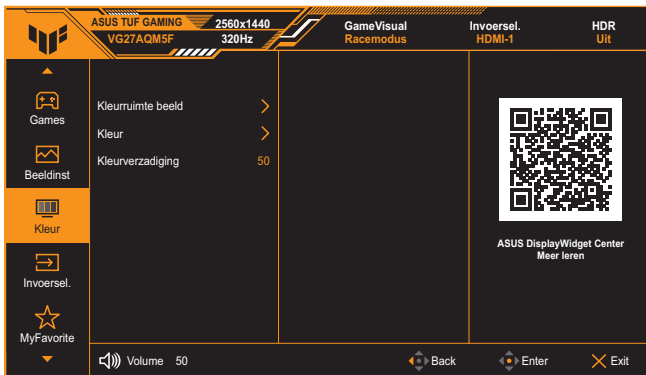 ASUS TUF GAMING
VG27AQM5F
2560x1440
320Hz
GameVisual
Racemodus
Invoersel.
HDMI-1
HDR
Uit
Games
Beeldinst
Kleur
Invoersel.
MyFavorite
Kleurruimte beeld
Kleur
Kleurverzadiging 50
ASUS DisplayWidget Center
Meer leren
Volume 50
Back
Enter
Exit